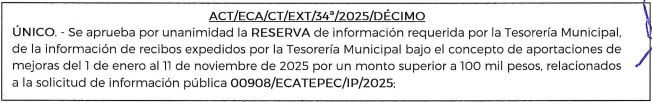 ACT/ECA/CT/EXT/34ª/2025/DÉCIMO
ÚNICO. - Se aprueba por unanimidad la RESERVA de información requerida por la Tesorería Municipal,
de la información de recibos expedidos por la Tesorería Municipal bajo el concepto de aportaciones de
mejoras del 1 de enero al 11 de noviembre de 2025 por un monto superior a 100 mil pesos, relacionados
a la solicitud de información pública 00908/ECATEPEC/IP/2025;